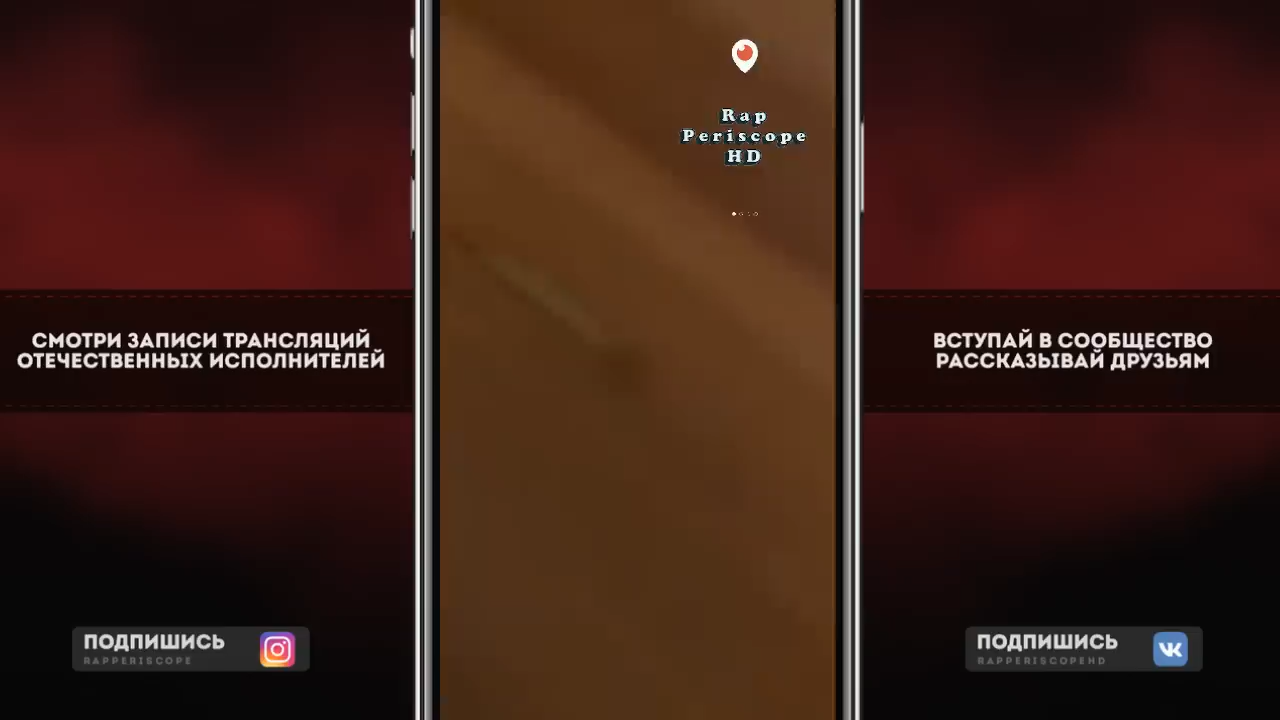 Rap
Periscope
HD
СМОТРИ ЗАПИСИ ТРАНСЛЯЦИЙ
ОТЕЧЕСТВЕННЫХ ИСПОЛНИТЕЛЕЙ
ВСТУПАЙ В СООБЩЕСТВО
РАССКАЗЫВАЙ ДРУЗЬЯМ
ПОДПИШИСЬ
RAPPERISCOPE
ПОДПИШИСЬ
RAPPERISCOPEHD